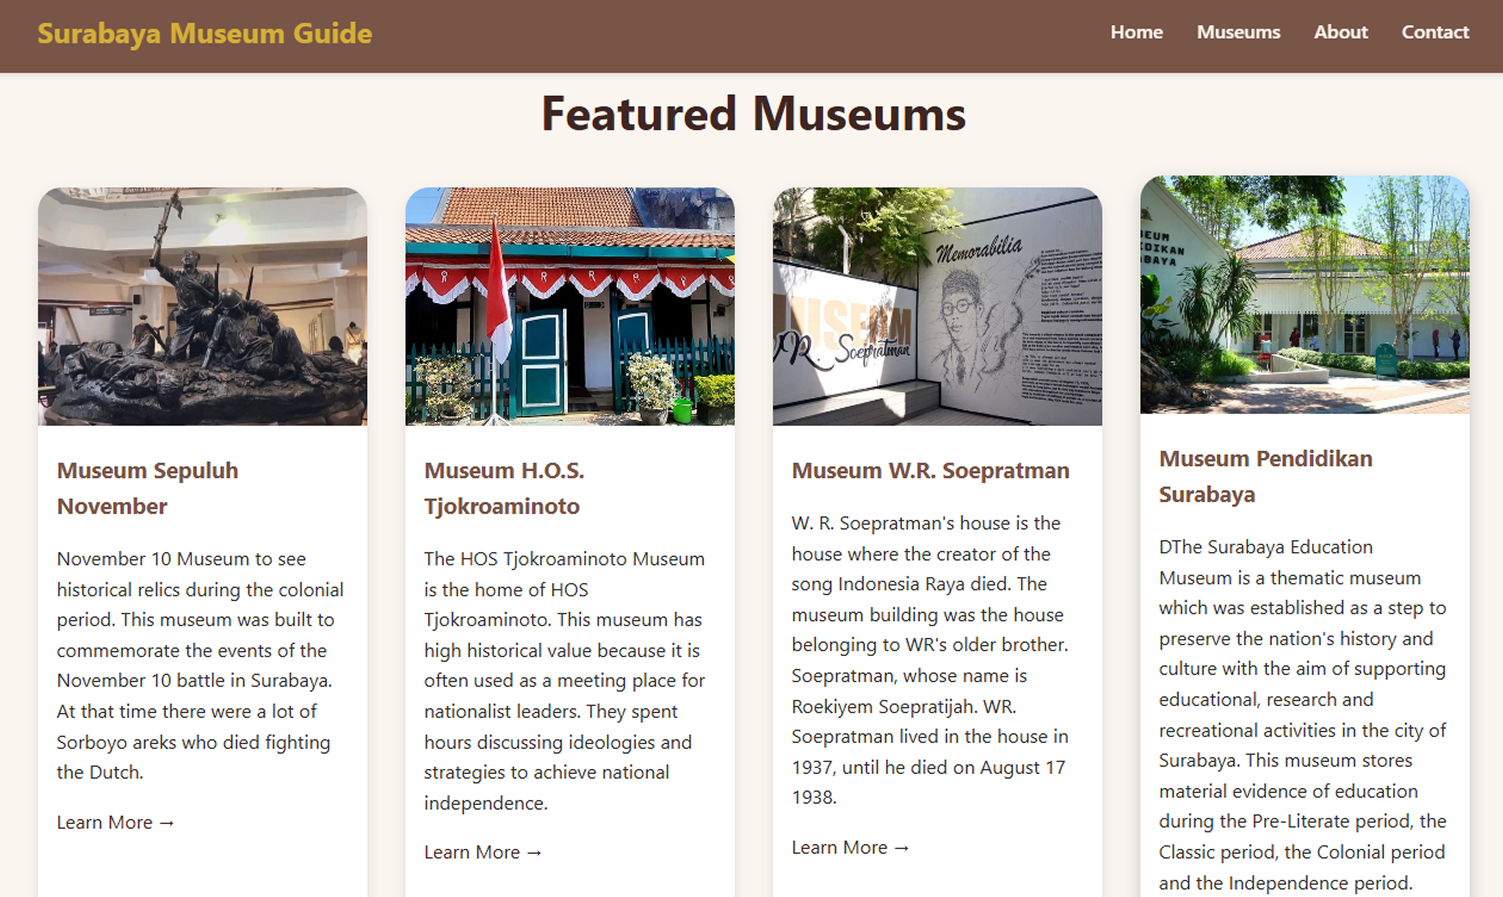 Surabaya Museum Guide
Home Museums About Contact
Featured Museums
Museum Sepuluh
November
November 10 Museum to see
historical relics during the colonial
period. This museum was built to
commemorate the events of the
November 10 battle in Surabaya.
At that time there were a lot of
Sorboyo areks who died fighting
the Dutch.
Learn More →
Museum H.O.S.
Tjokroaminoto
The HOS Tjokroaminoto Museum
is the home of HOS
Tjokroaminoto. This museum has
high historical value because it is
often used as a meeting place for
nationalist leaders. They spent
hours discussing ideologies and
strategies to achieve national
independence.
Learn More →
Memorabilia
MUSEUM
WR. Soepratman
Museum W.R. Soepratman
W. R. Soepratman's house is the
house where the creator of the
song Indonesia Raya died. The
museum building was the house
belonging to WR's older brother.
Soepratman, whose name is
Roekiyem Soepratijah. WR.
Soepratman lived in the house in
1937, until he died on August 17
1938.
Learn More →
EUM
DIKAN
BAYA
Museum Pendidikan
Surabaya
DThe Surabaya Education
Museum is a thematic museum
which was established as a step to
preserve the nation's history and
culture with the aim of supporting
educational, research and
recreational activities in the city of
Surabaya. This museum stores
material evidence of education
during the Pre-Literate period, the
Classic period, the Colonial period
and the Independence period.